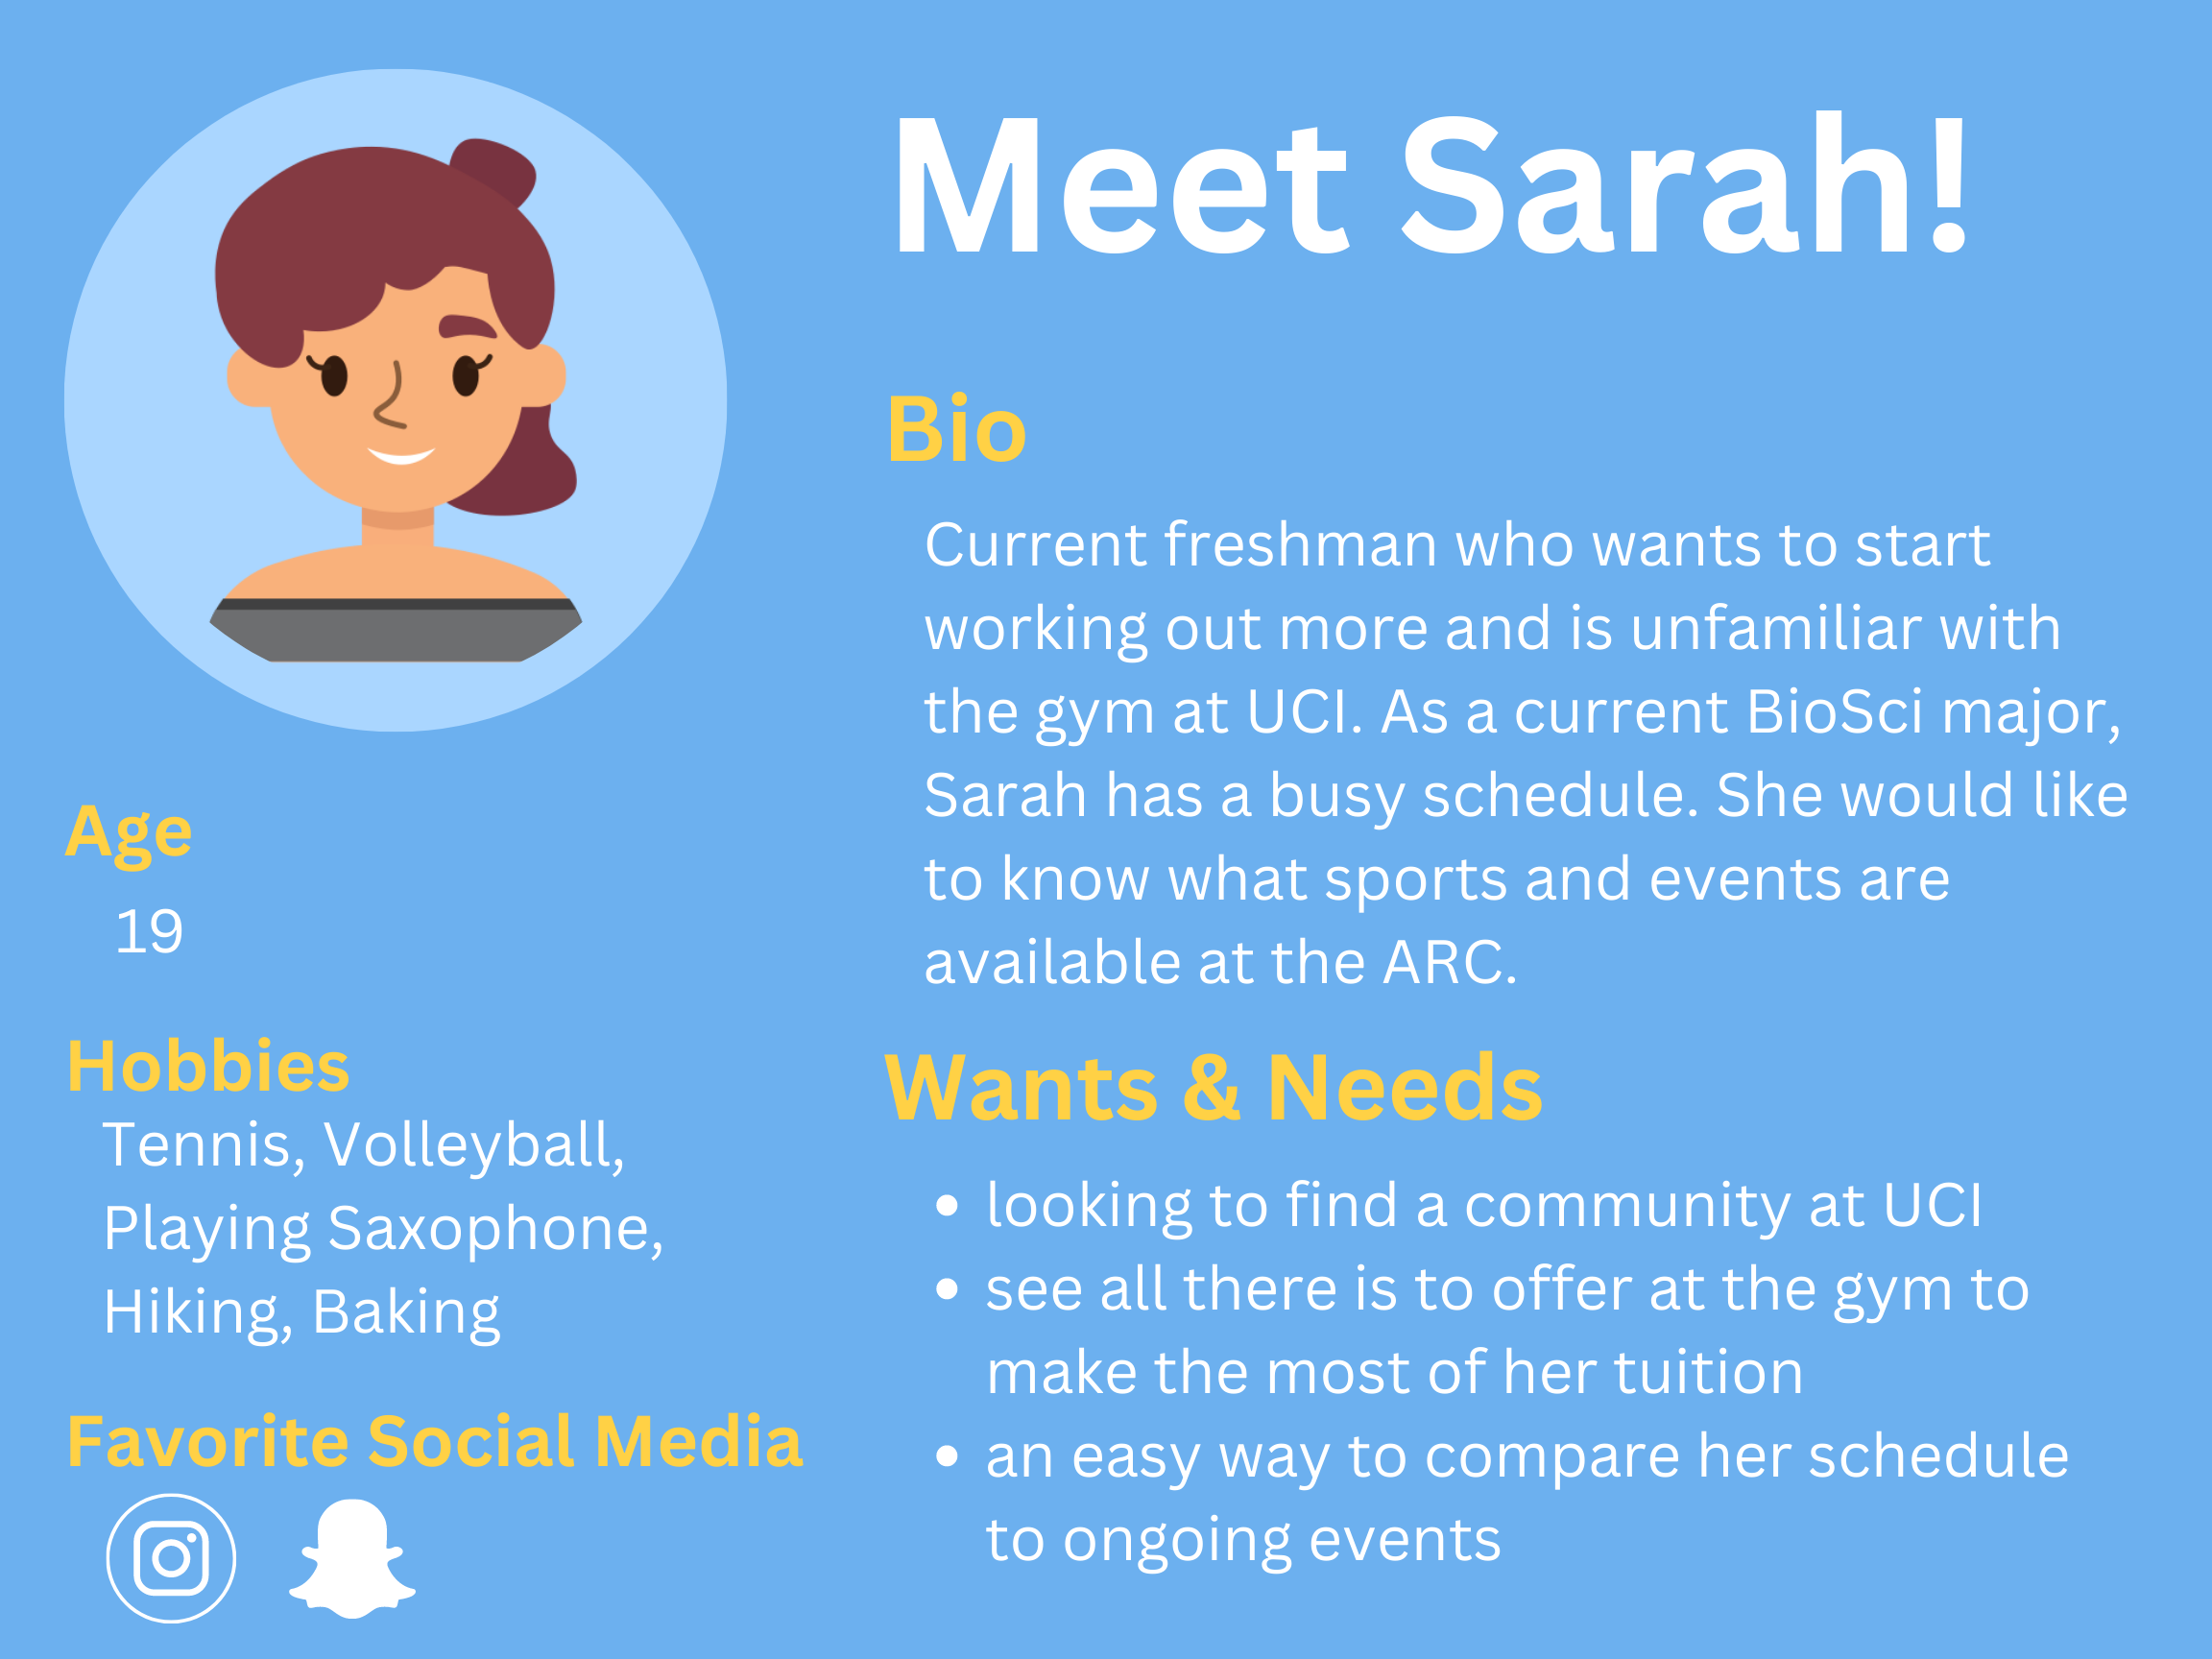 Meet Sarah!
Bio
Current freshman who wants to start
working out more and is unfamiliar with
the gym at UCI. As a current BioSci major,
Sarah has a busy schedule. She would like
to know what sports and events are
available at the ARC.
Wants & Needs
• looking to find a community at UCI
• see all there is to offer at the gym to
make the most of her tuition
• an easy way to compare her schedule
to ongoing events
Age
19
Hobbies
Tennis, Volleyball,
Playing Saxophone,
Hiking, Baking
Favorite Social Media